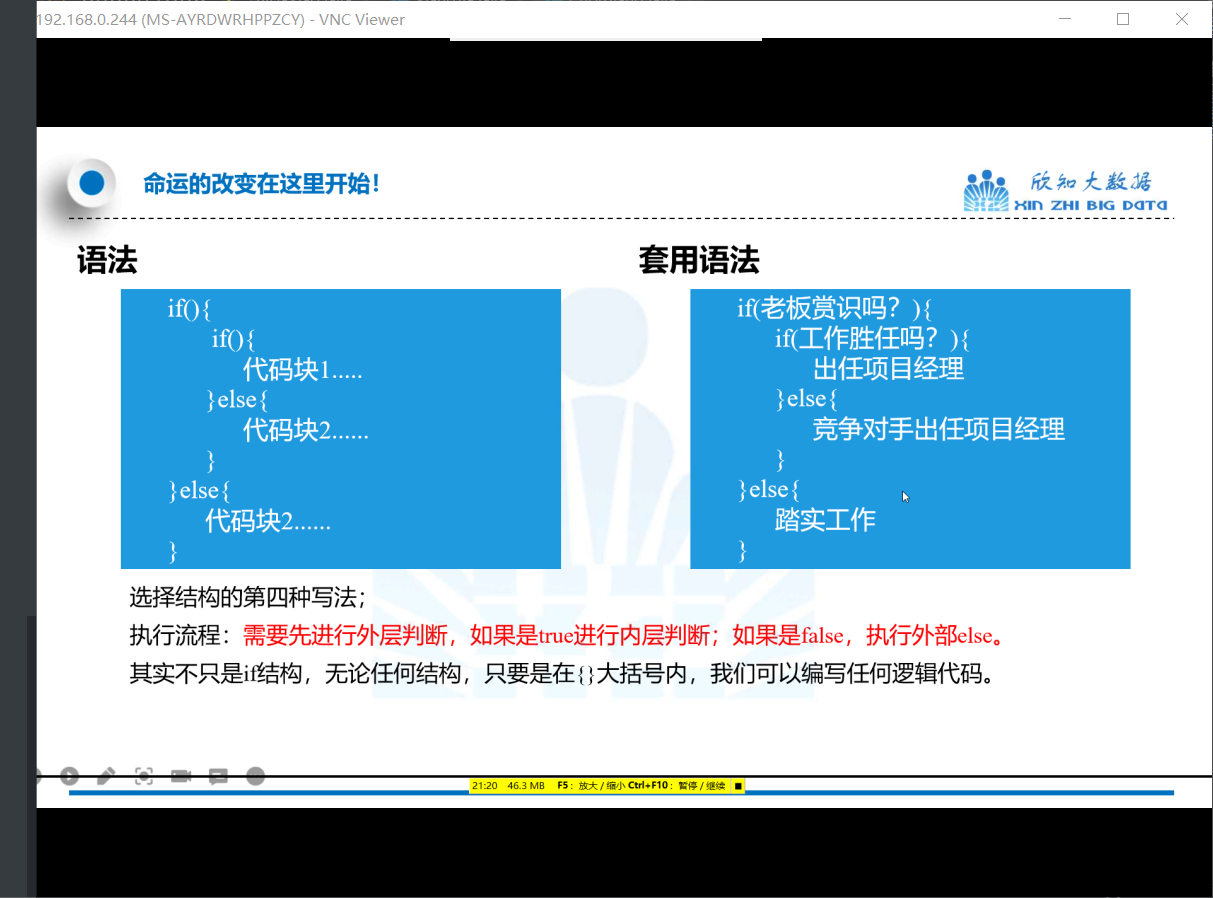 192.168.0.244 (MS-AYRDWRHPPZCY) - VNC Viewer
命运的改变在这里开始！
欣知大数据
XIN ZHI BIG DATA
语法
if(){
if(){
代码块1.....
}else{
代码块2......
}
}else{
代码块2......
}
套用语法
if(老板赏识吗？){
if(工作胜任吗？){
出任项目经理
}else{
竞争对手出任项目经理
}
}else{
踏实工作
}
选择结构的第四种写法；
执行流程：需要先进行外层判断，如果是true进行内层判断；如果是false，执行外部else。
其实不只是if结构，无论任何结构，只要是在{}大括号内，我们可以编写任何逻辑代码。
21:20 46.3 MB F5：放大 / 缩小 Ctrl+F10：暂停 / 继续